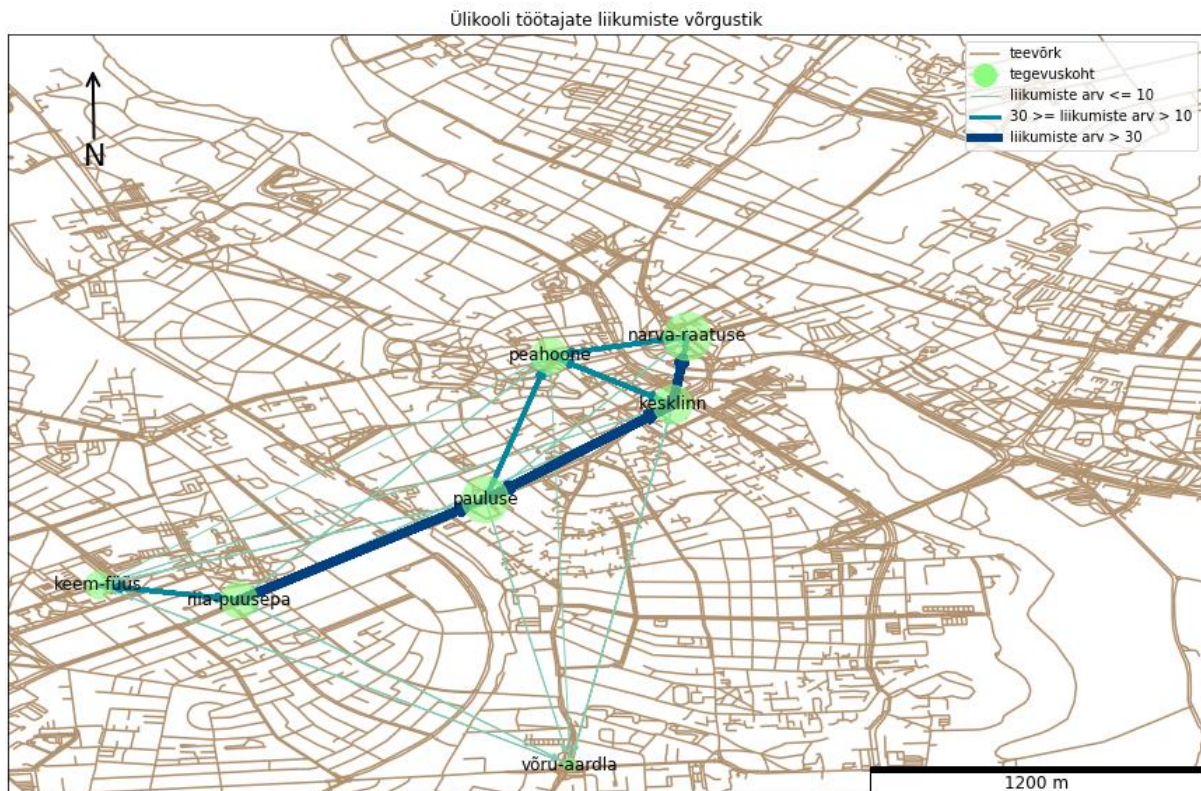 Ülikooli töötajate liikumiste võrgustik
teevõrk
tegevuskoht
liikumiste arv <= 10
30 >= liikumiste arv > 10
liikumiste arv > 30
N
narva-raatuse
peahoone
kesklinn
pauluse
keem-füüs
riia-puusepa
võru-aardla
1200 m